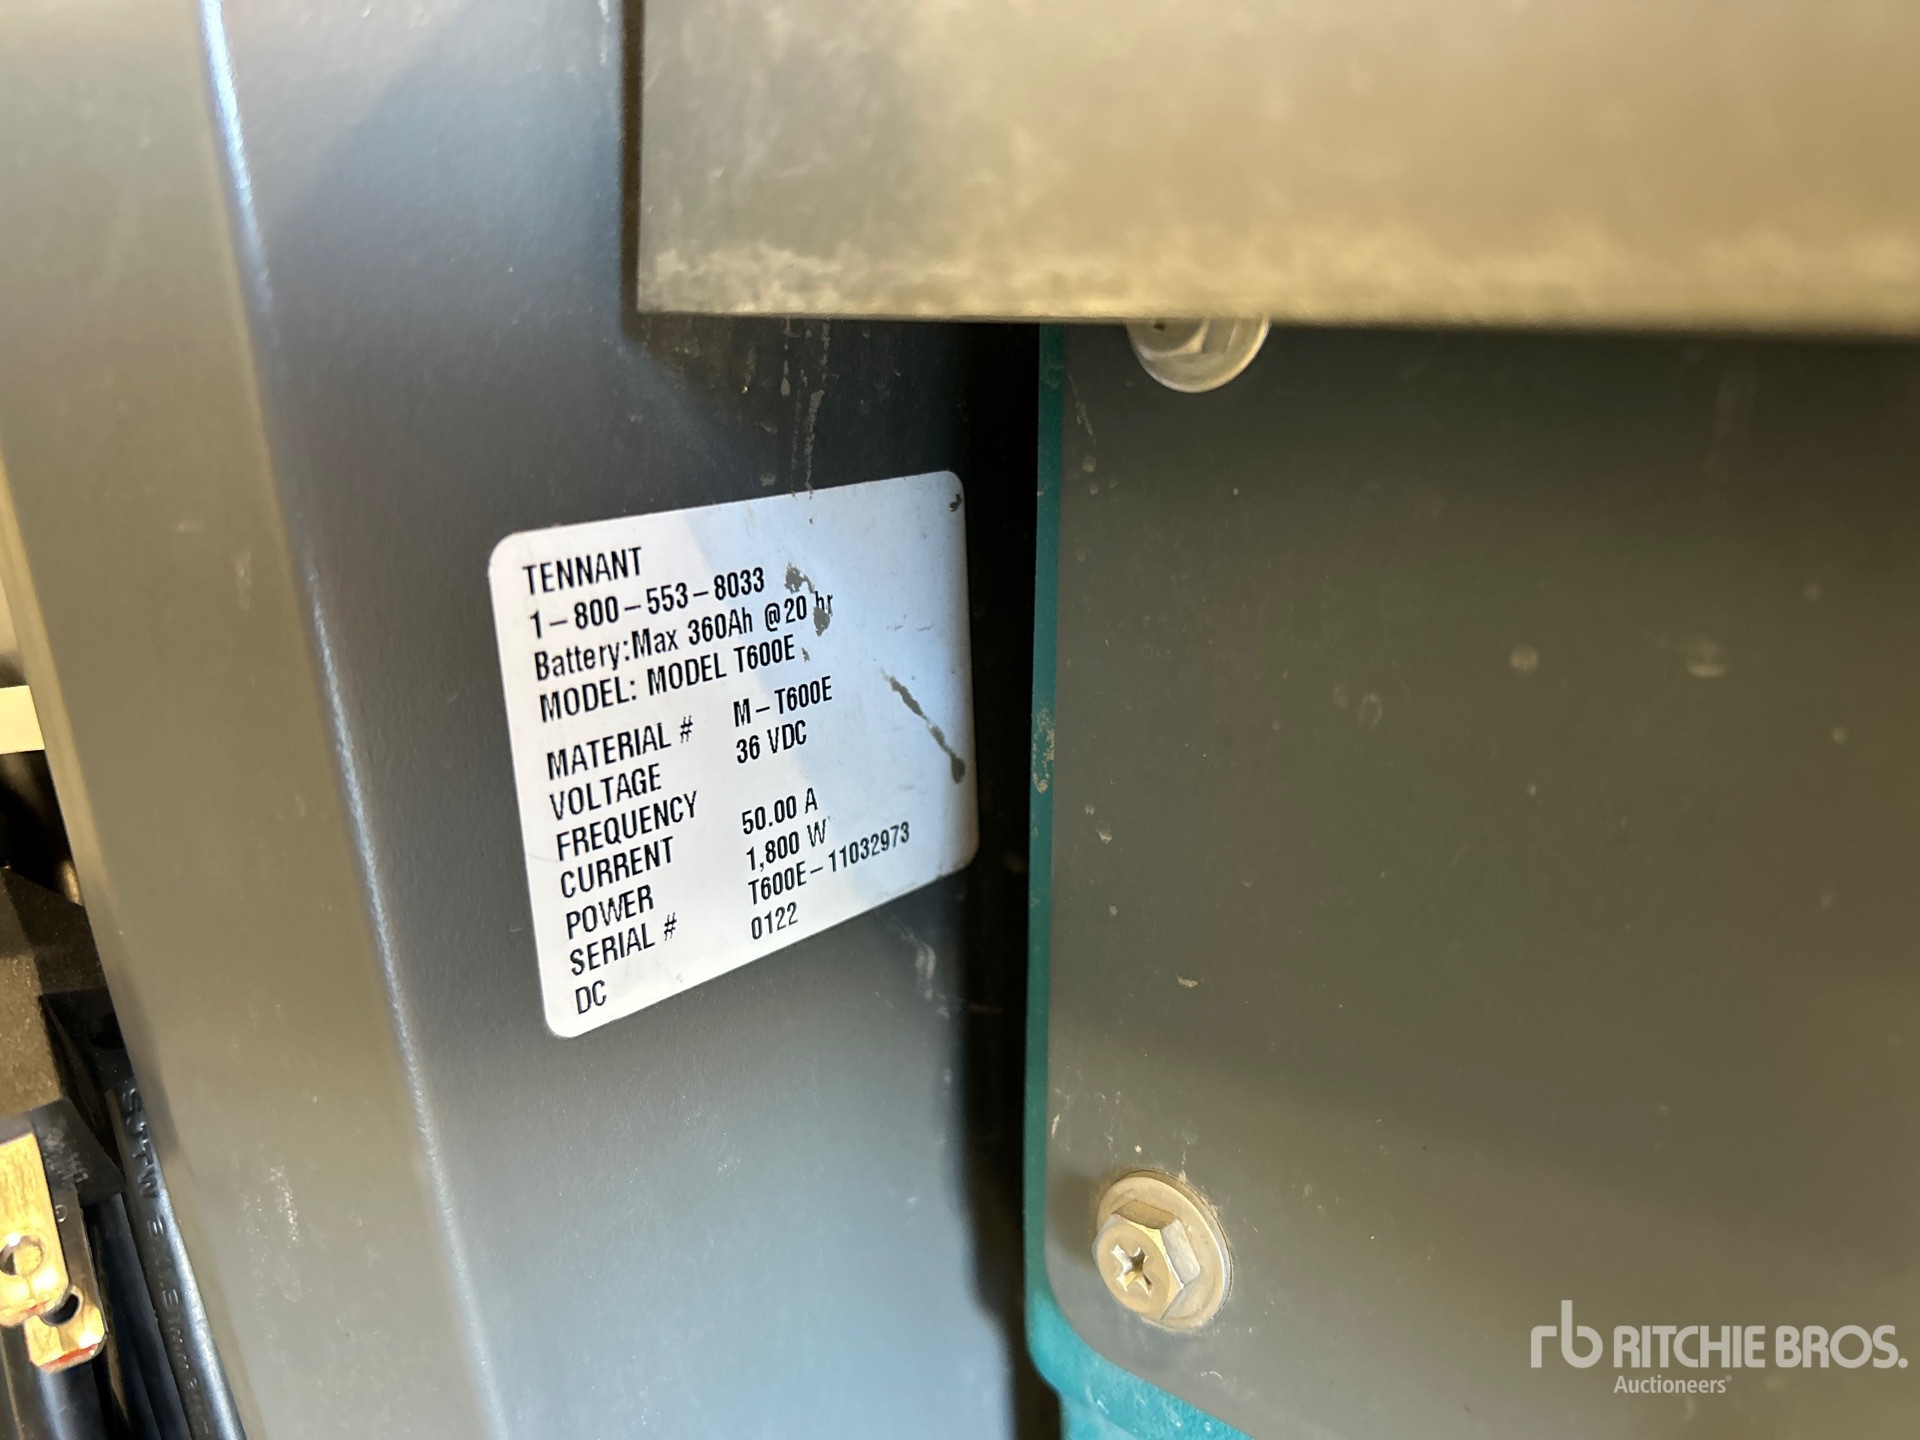 TENNANT
1-800-553-8033
Battery:Max 360Ah @20 hr
MODEL: MODEL T600E
MATERIAL # M-T600E
VOLTAGE 36 VDC
FREQUENCY
CURRENT 50.00 A
POWER 1,800 W
SERIAL # T600E-11032973
DC 0122
rb RITCHIE BROS.
Auctioneers